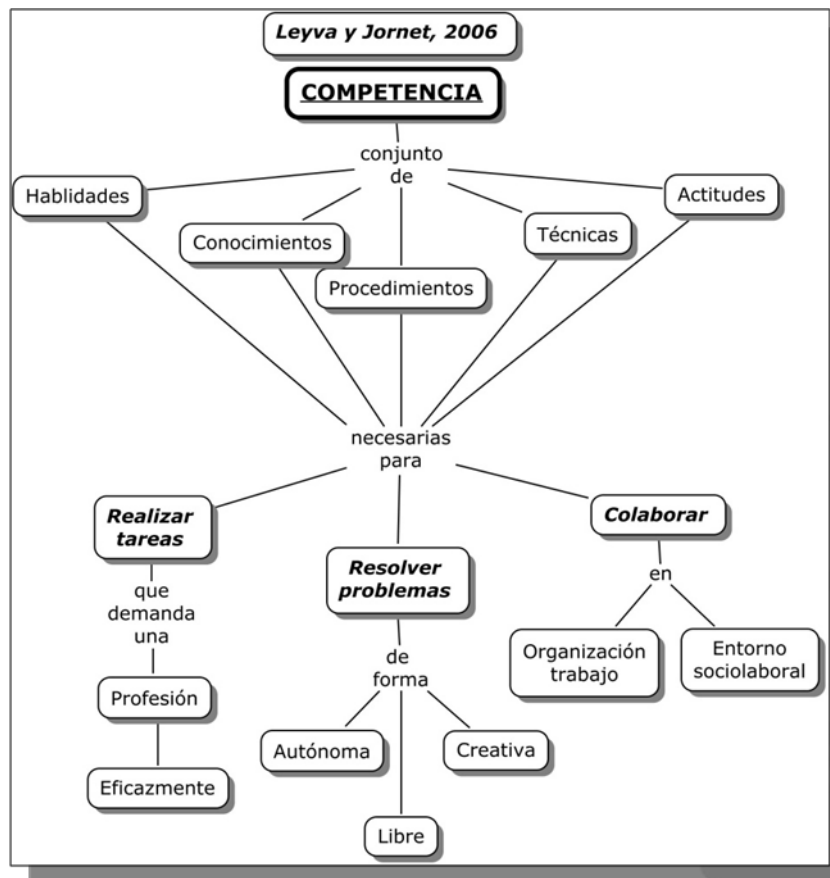 Leyva y Jornet, 2006
COMPETENCIA
conjunto
de
Hablidades
Actitudes
Conocimientos
Técnicas
Procedimientos
necesarias
para
Realizar
tareas
Colaborar
Resolver
problemas
que
demanda
una
en
Organización
trabajo
Entorno
sociolaboral
de
forma
Profesión
Autónoma
Creativa
Eficazmente
Libre